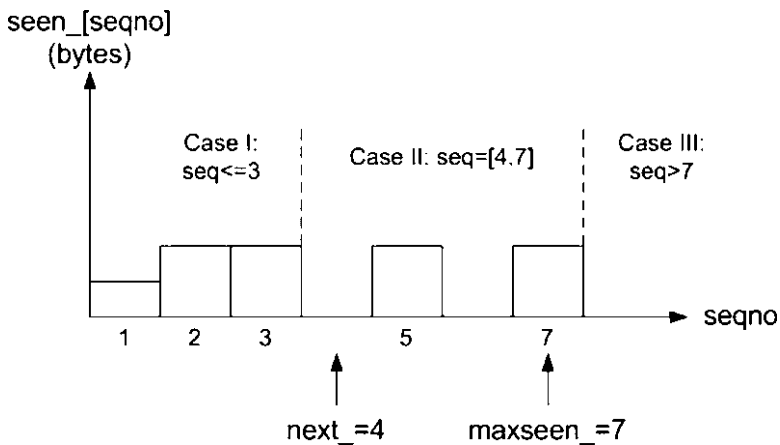 seen_[seqno]
(bytes)
Case I:
seq<=3
Case II: seq=[4,7]
Case III:
seq>7
seqno
1 2 3 5 7
next_=4
maxseen_=7